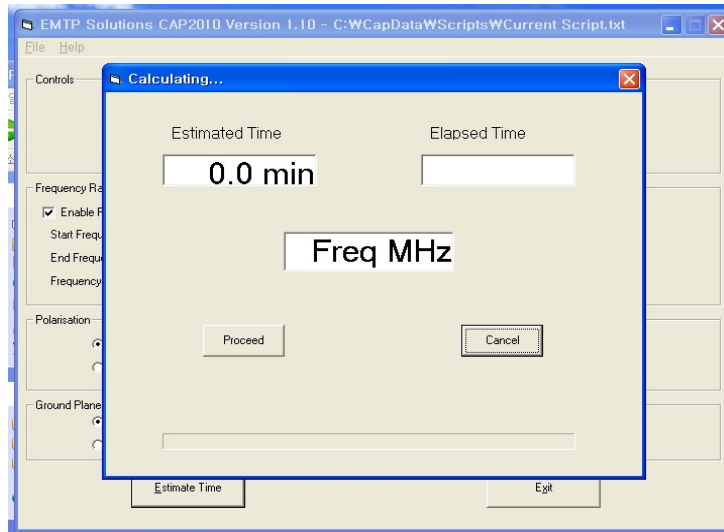 EMTP Solutions CAP2010 Version 1.10 - C:₩CapData₩Scripts₩Current Script.txt
File Help
Controls
Calculating...
Estimated Time
Elapsed Time
0.0 min
Freq MHz
Frequency Ra
Enable F
Start Frequ
End Freque
Frequency
Polarisation
Proceed
Cancel
Ground Plane
Estimate Time
Exit